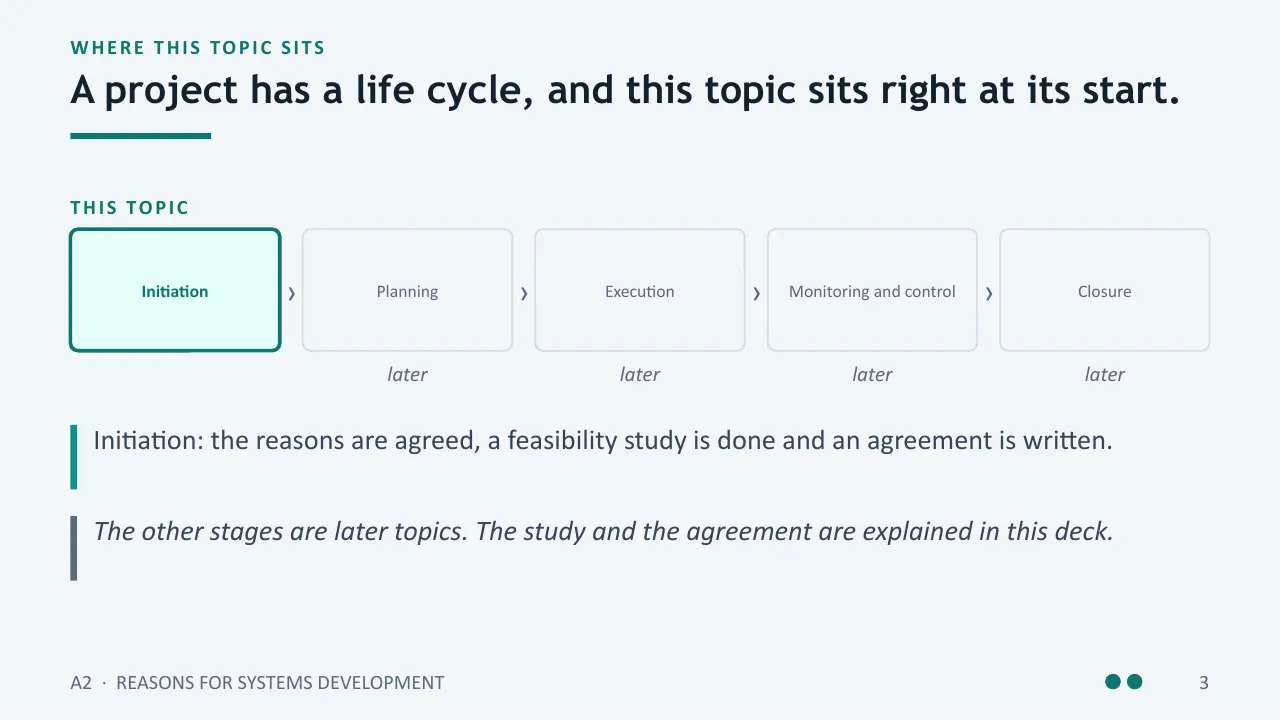 WHERE THIS TOPIC SITS
A project has a life cycle, and this topic sits right at its start.
THIS TOPIC
Initiation › Planning › Execution › Monitoring and control › Closure
later later later later
Initiation: the reasons are agreed, a feasibility study is done and an agreement is written.
The other stages are later topics. The study and the agreement are explained in this deck.
A2 · REASONS FOR SYSTEMS DEVELOPMENT 3